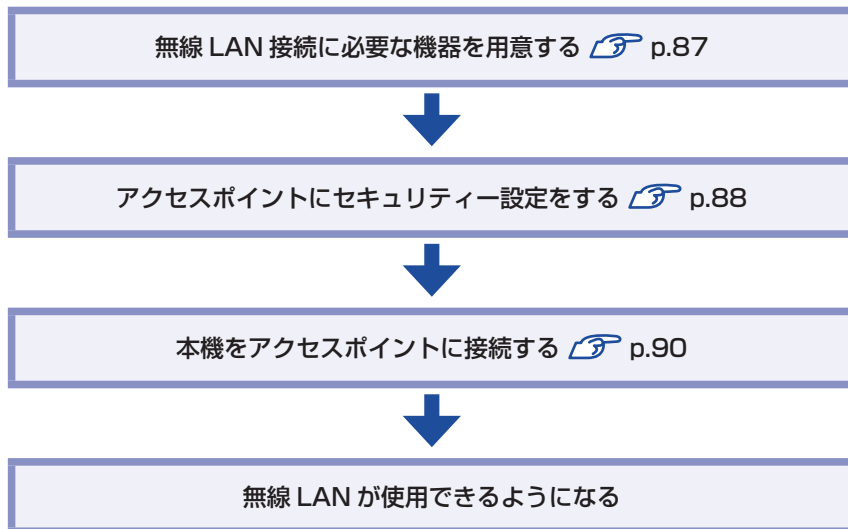 無線 LAN 接続に必要な機器を用意する p.87
アクセスポイントにセキュリティー設定をする p.88
本機をアクセスポイントに接続する p.90
無線 LAN が使用できるようになる